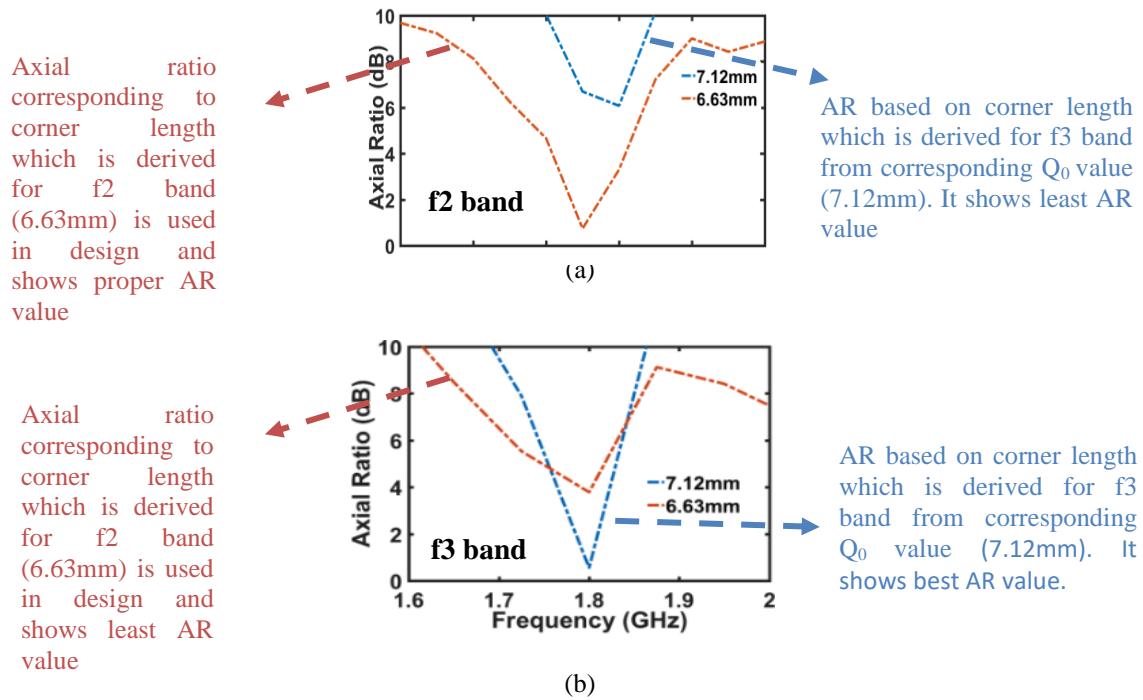 Axial ratio
corresponding to
corner length
which is derived
for f2 band
(6.63mm) is used
in design and
shows proper AR
value
Axial Ratio (dB)
10
8
6
4
2
0
7.12mm
6.63mm
f2 band
(a)
AR based on corner length
which is derived for f3 band
from corresponding Q₀ value
(7.12mm). It shows least AR
value
Axial ratio
corresponding to
corner length
which is derived
for f2 band
(6.63mm) is used
in design and
shows least AR
value
Axial Ratio (dB)
10
8
6
4
2
0
7.12mm
6.63mm
f3 band
1.6 1.7 1.8 1.9 2
Frequency (GHz)
(b)
AR based on corner length
which is derived for f3
band from corresponding
Q₀ value (7.12mm). It
shows best AR value.